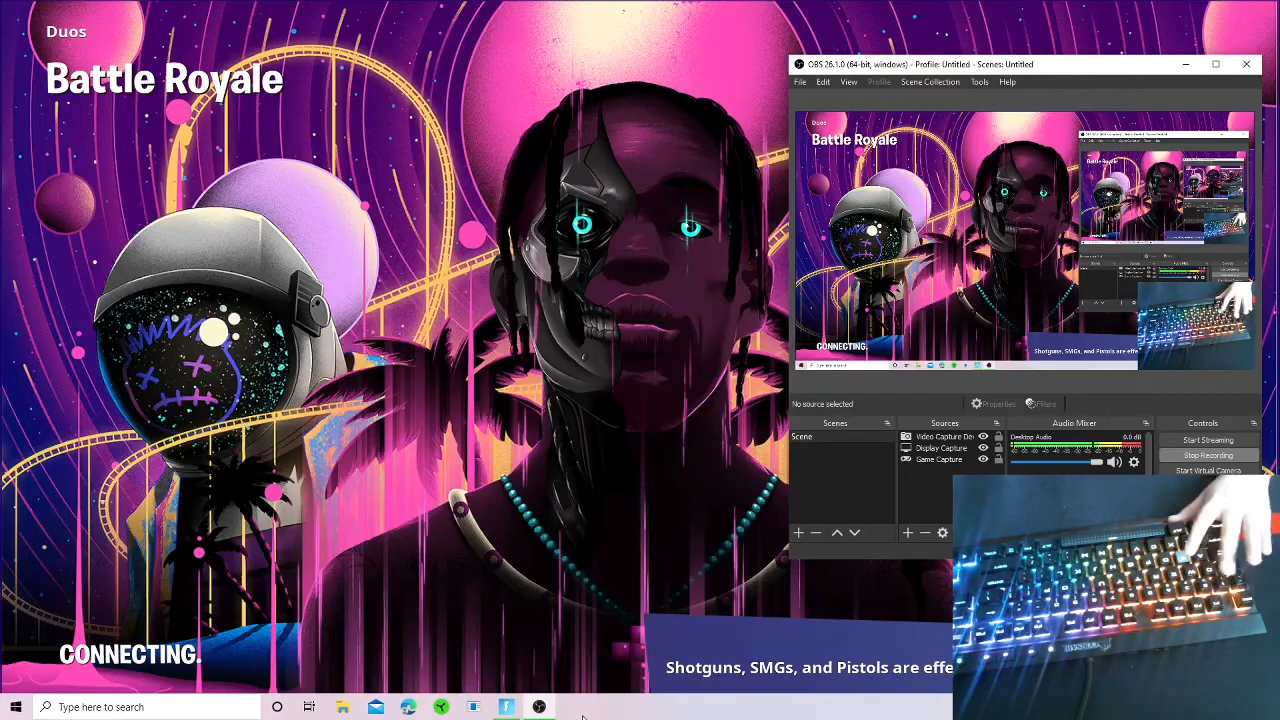 Duos
Battle Royale
CONNECTING.
Shotguns, SMGs, and Pistols are effe
OBS 26.1.0 (64-bit, windows) - Profile: Untitled - Scenes: Untitled
File Edit View Profile Scene Collection Tools Help
Duos
Battle Royale
CONNECTING.
Shotguns, SMGs, and Pistols are effe
No source selected
Properties Filters
Scenes
Scene
Sources
Video Capture De
Display Capture
Game Capture
Audio Mixer
Desktop Audio 0.0 dB
Controls
Start Streaming
Stop Recording
Start Virtual Camera
Type here to search